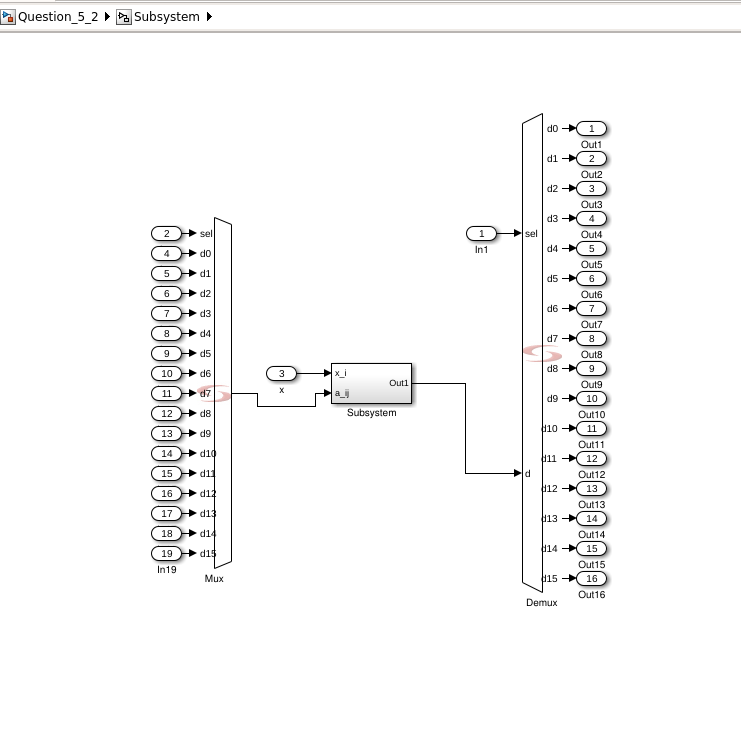 Question_5_2 Subsystem
2 sel
4 d0
5 d1
6 d2
7 d3
8 d4
9 d5
10 d6
11 d7
12 d8
13 d9
14 d10
15 d11
16 d12
17 d13
18 d14
19 d15
In19
Mux
3
x
x_i
a_ij
Out1
Subsystem
1
In1
sel
d
d0 1
Out1
d1 2
Out2
d2 3
Out3
d3 4
Out4
d4 5
Out5
d5 6
Out6
d6 7
Out7
d7 8
Out8
d8 9
Out9
d9 10
Out10
d10 11
Out11
d11 12
Out12
d12 13
Out13
d13 14
Out14
d14 15
Out15
d15 16
Out16
Demux